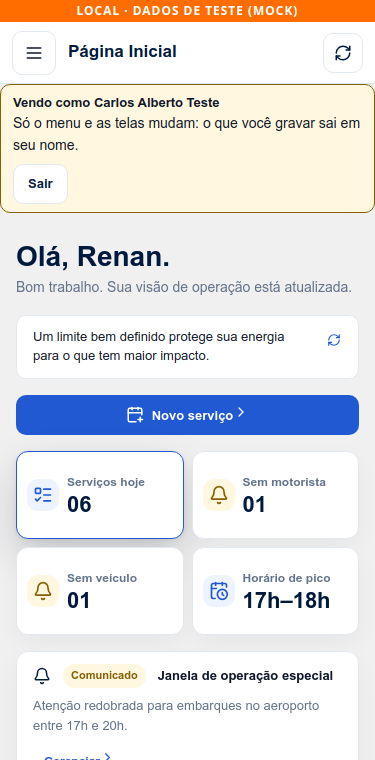 LOCAL · DADOS DE TESTE (MOCK)
Página Inicial
Vendo como Carlos Alberto Teste
Só o menu e as telas mudam: o que você gravar sai em
seu nome.
Sair
Olá, Renan.
Bom trabalho. Sua visão de operação está atualizada.
Um limite bem definido protege sua energia
para o que tem maior impacto.
Novo serviço
Serviços hoje
06
Sem motorista
01
Sem veículo
01
Horário de pico
17h–18h
Comunicado
Janela de operação especial
Atenção redobrada para embarques no aeroporto
entre 17h e 20h.
Gerenciar